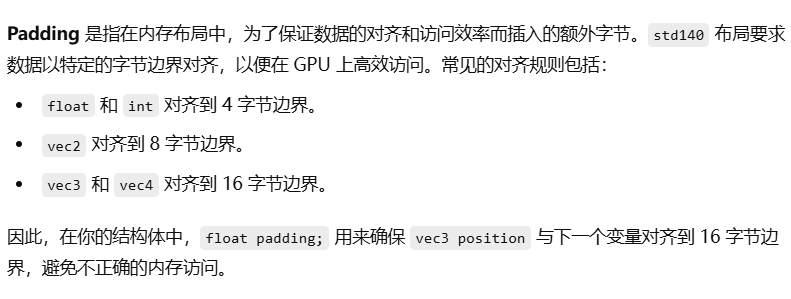 Padding 是指在内存布局中，为了保证数据的对齐和访问效率而插入的额外字节。std140 布局要求
数据以特定的字节边界对齐，以便在 GPU 上高效访问。常见的对齐规则包括：
• float 和 int 对齐到 4 字节边界。
• vec2 对齐到 8 字节边界。
• vec3 和 vec4 对齐到 16 字节边界。
因此，在你的结构体中，float padding; 用来确保 vec3 position 与下一个变量对齐到 16 字节边
界，避免不正确的内存访问。